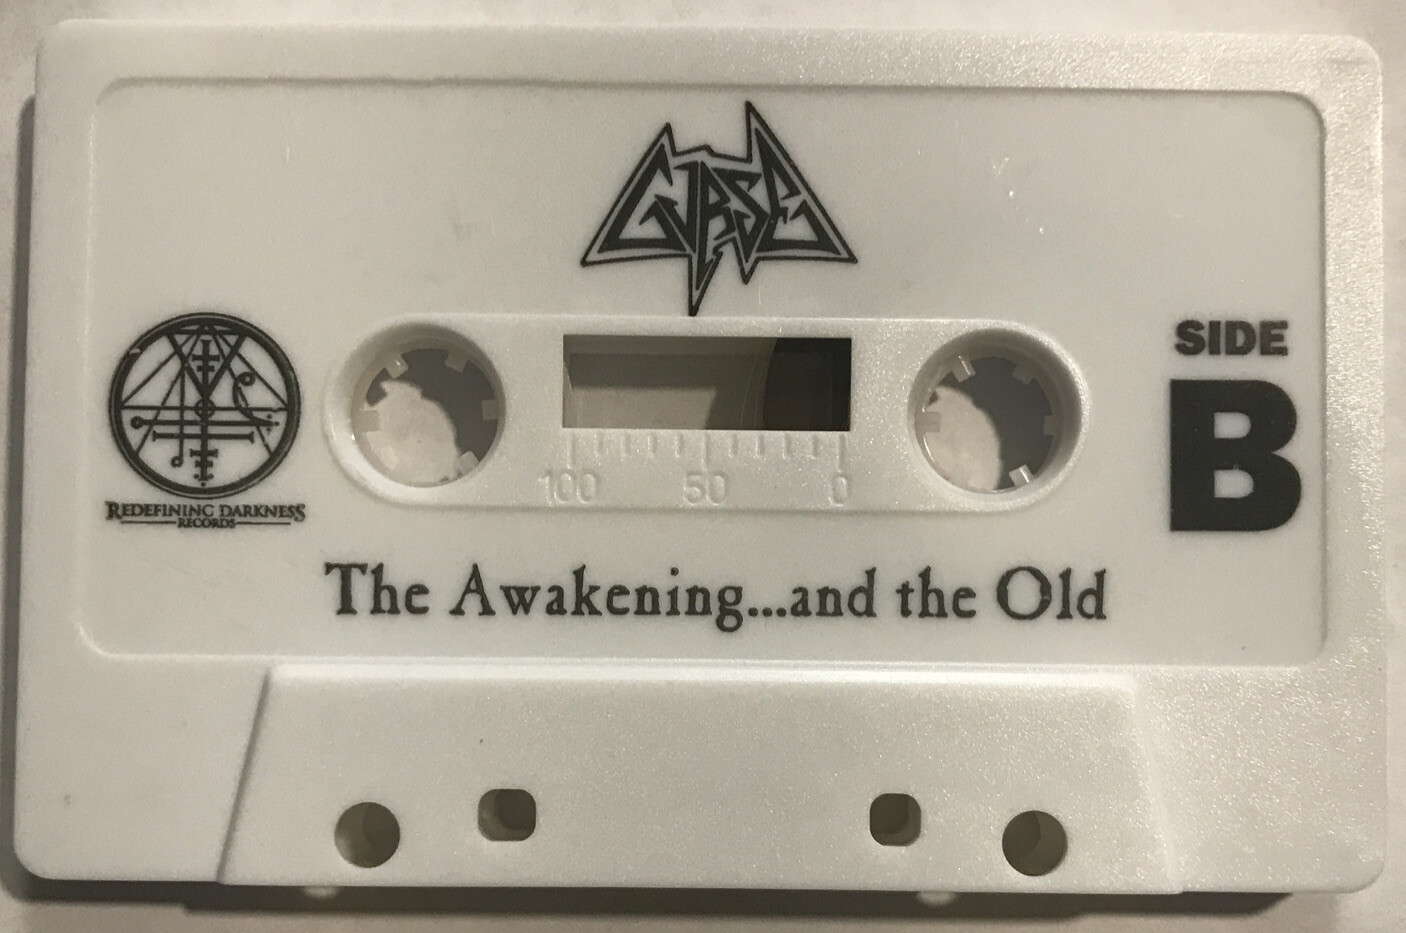 CURSE
SIDE
B
100 50 0
REDEFINING DARKNESS
RECORDS
The Awakening...and the Old